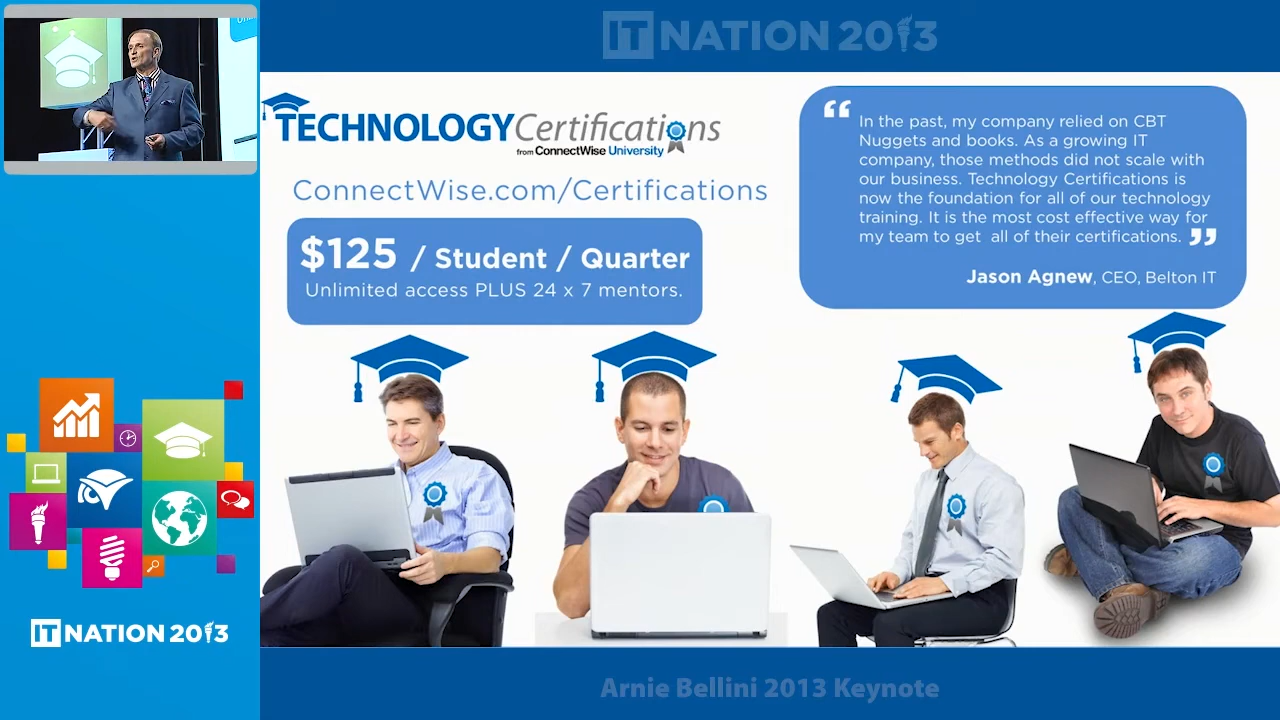 IT NATION 2013
TECHNOLOGY Certifications
from ConnectWise University
ConnectWise.com/Certifications
$125 / Student / Quarter
Unlimited access PLUS 24 x 7 mentors.
“ In the past, my company relied on CBT
Nuggets and books. As a growing IT
company, those methods did not scale with
our business. Technology Certifications is
now the foundation for all of our technology
training. It is the most cost effective way for
my team to get all of their certifications. ”
Jason Agnew, CEO, Belton IT
IT NATION 2013
Arnie Bellini 2013 Keynote